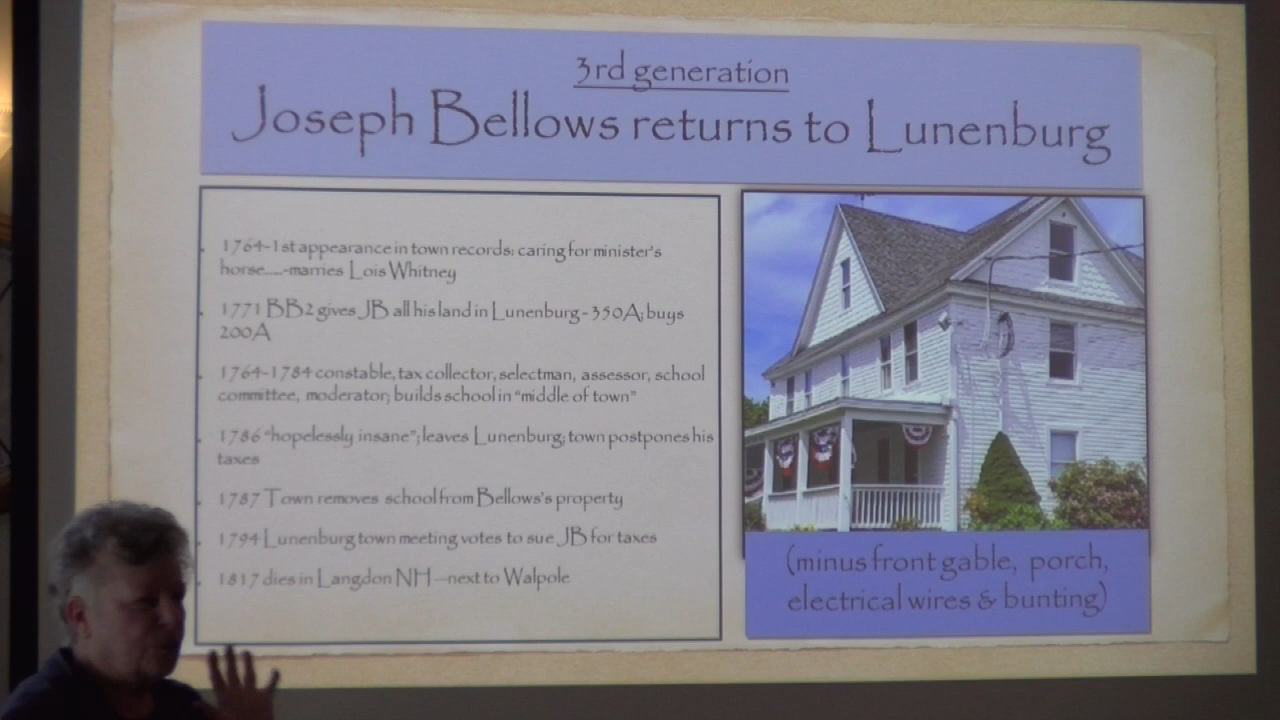 3rd generation
Joseph Bellows returns to Lunenburg
1764-1st appearance in town records: caring for minister's
horse.....-marries Lois Whitney
1771 BB2 gives JB all his land in Lunenburg - 350A; buys
200A
1764-1784 constable, tax collector, selectman, assessor, school
committee, moderator; builds school in "middle of town"
1786 "hopelessly insane"; leaves Lunenburg; town postpones his
taxes
1787 Town removes school from Bellows's property
1794 Lunenburg town meeting votes to sue JB for taxes
1817 dies in Langdon NH —next to Walpole
(minus front gable, porch,
electrical wires & bunting)